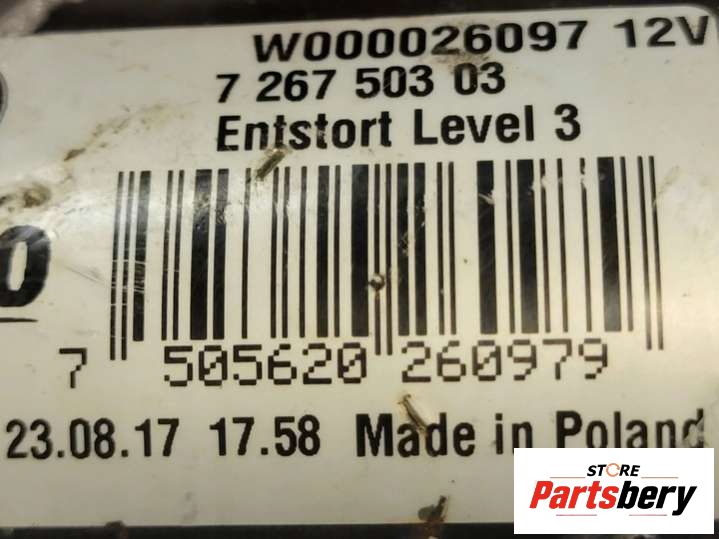 W000026097 12V
7 267 503 03
Entstort Level 3
0
7 505620 260979
23.08.17 17.58 Made in Poland
STORE
Partsbery